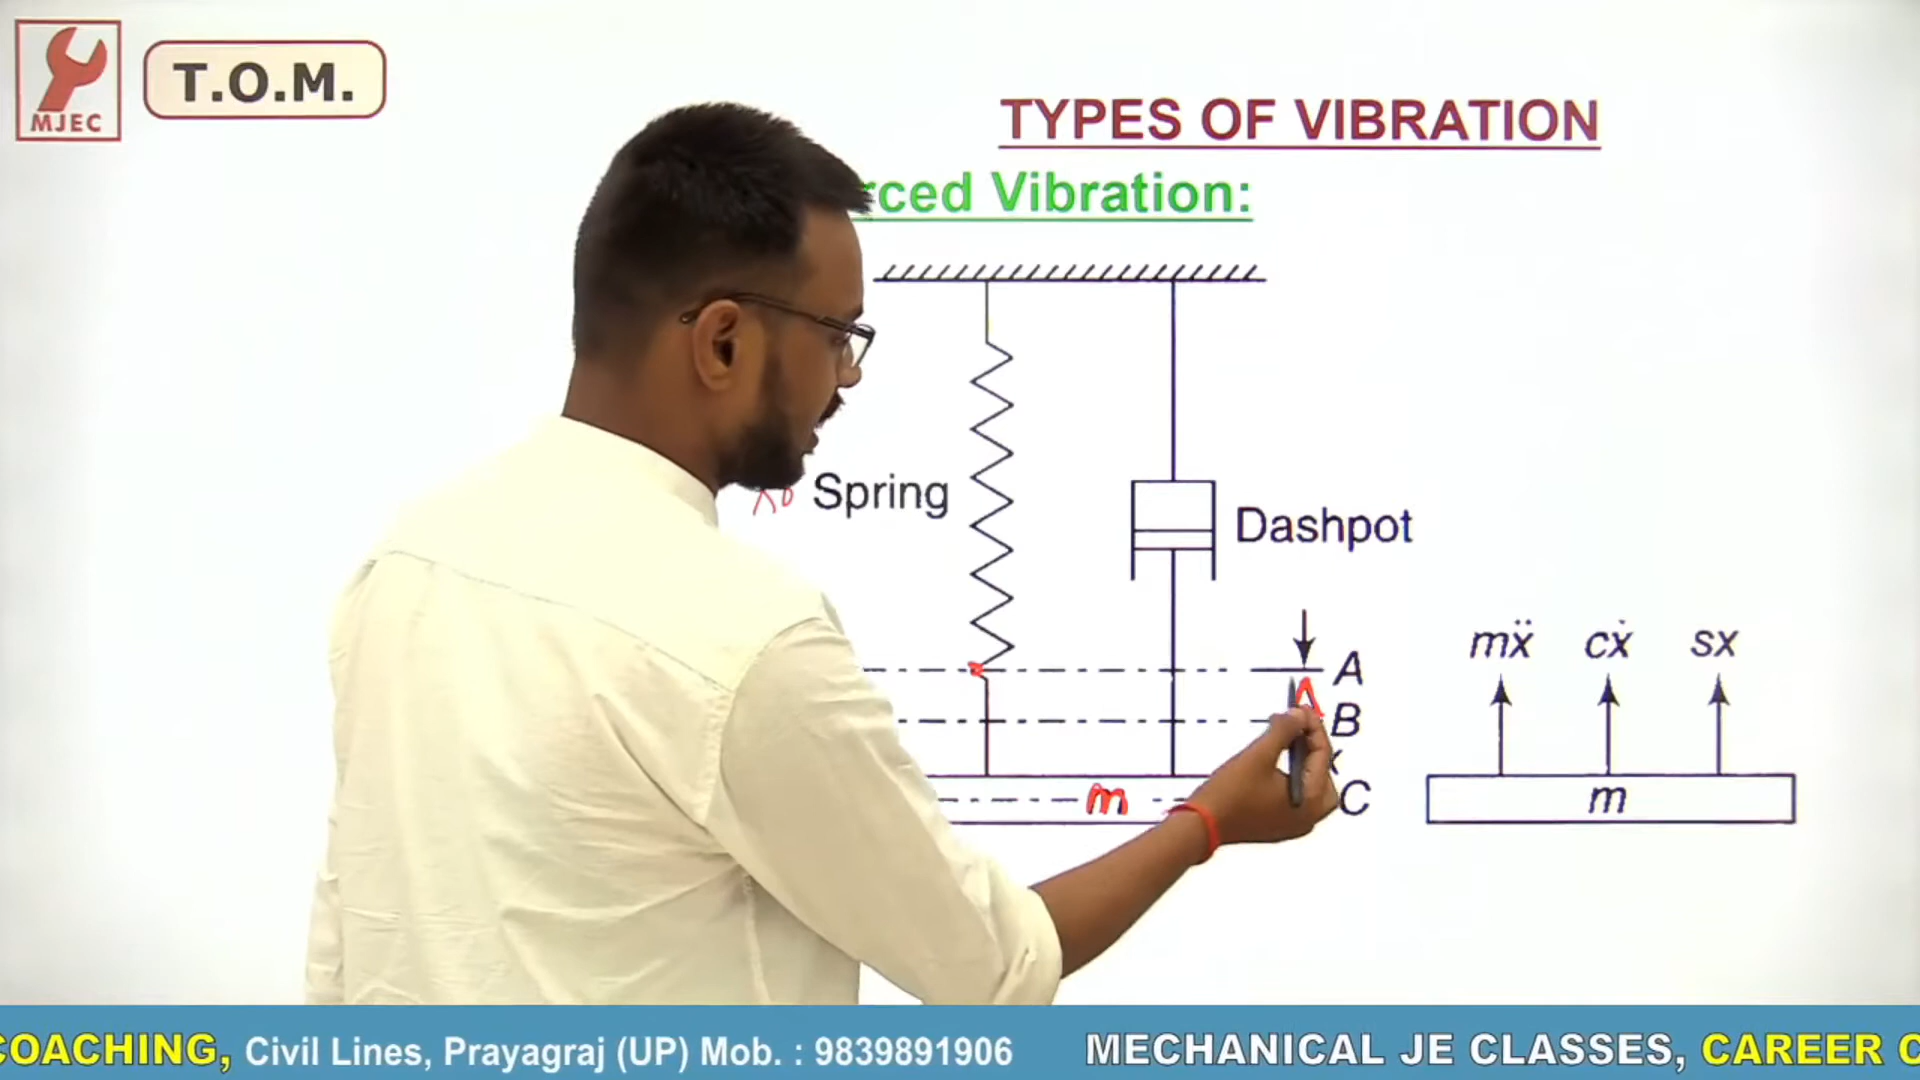 MJEC
T.O.M.
TYPES OF VIBRATION
rced Vibration:
Spring
Dashpot
A
B
x
C
m
mẍ cẋ sx
m
COACHING, Civil Lines, Prayagraj (UP) Mob. : 9839891906 MECHANICAL JE CLASSES, CAREER C